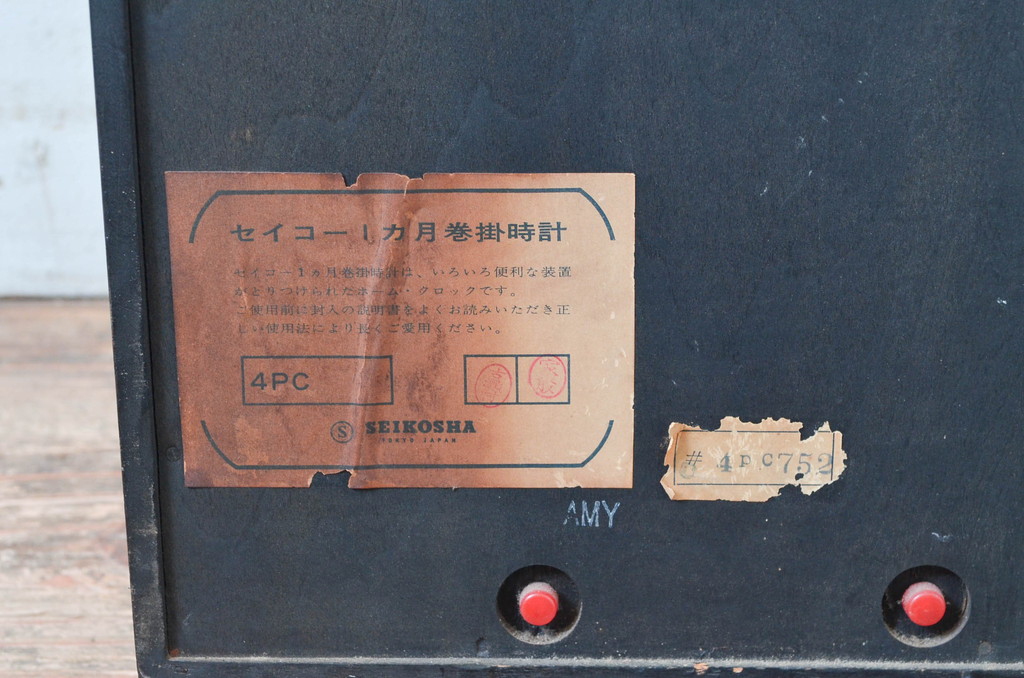 セイコー1カ月巻掛時計
セイコー1ヵ月巻掛時計は、いろいろ便利な装置
がとりつけられたホーム・クロックです。
ご使用前に封入の説明書をよくお読みいただき正
しい使用法により長くご愛用ください。
4PC
S SEIKOSHA
TOKYO JAPAN
# 4PC752
AMY